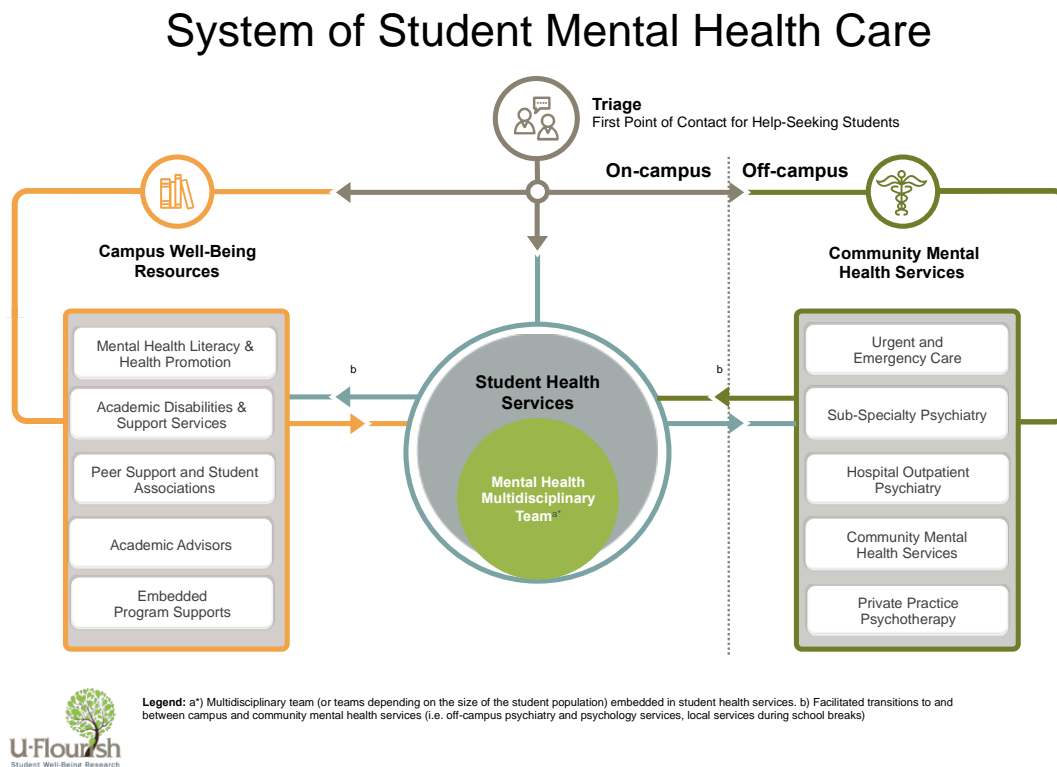 System of Student Mental Health Care
Triage
First Point of Contact for Help-Seeking Students
On-campus
Off-campus
Campus Well-Being
Resources
Community Mental
Health Services
Mental Health Literacy &
Health Promotion
Academic Disabilities &
Support Services
Peer Support and Student
Associations
Academic Advisors
Embedded
Program Supports
b
Student Health
Services
Mental Health
Multidisciplinary
Team a*
b
Urgent and
Emergency Care
Sub-Specialty Psychiatry
Hospital Outpatient
Psychiatry
Community Mental
Health Services
Private Practice
Psychotherapy
Legend: a*) Multidisciplinary team (or teams depending on the size of the student population) embedded in student health services. b) Facilitated transitions to and
between campus and community mental health services (i.e. off-campus psychiatry and psychology services, local services during school breaks)
U·Flourish
Student Well-Being Research